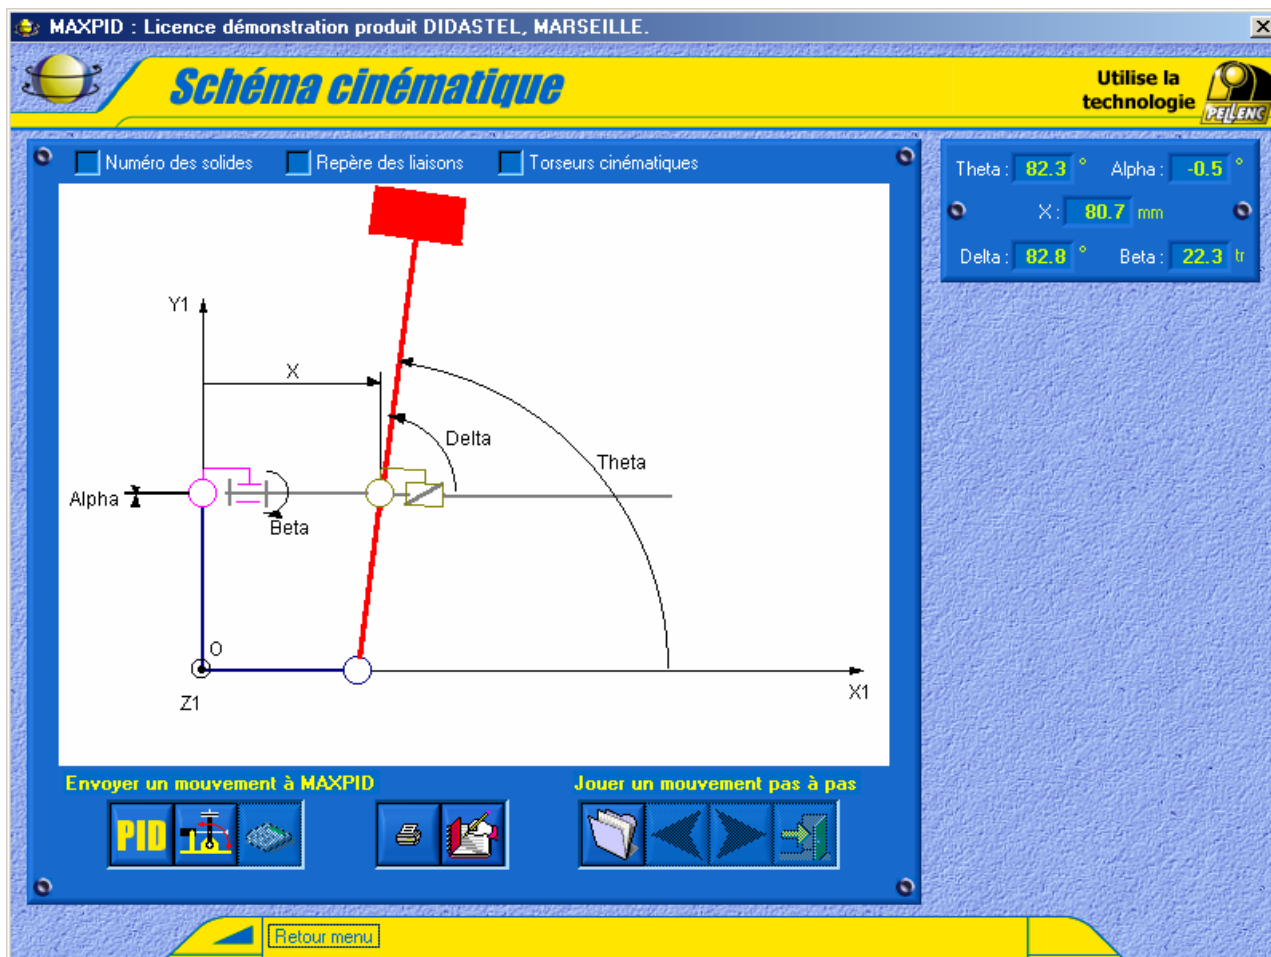 MAXPID : Licence démonstration produit DIDASTEL, MARSEILLE.
Schéma cinématique
Utilise la
technologie
PELLENC
Numéro des solides
Repère des liaisons
Torseurs cinématiques
Theta : 82.3 ° Alpha : -0.5 °
X : 80.7 mm
Delta : 82.8 ° Beta : 22.3 tr
Y1
X
Delta
Theta
Alpha
Beta
O
Z1
X1
Envoyer un mouvement à MAXPID
Jouer un mouvement pas à pas
PID
Retour menu